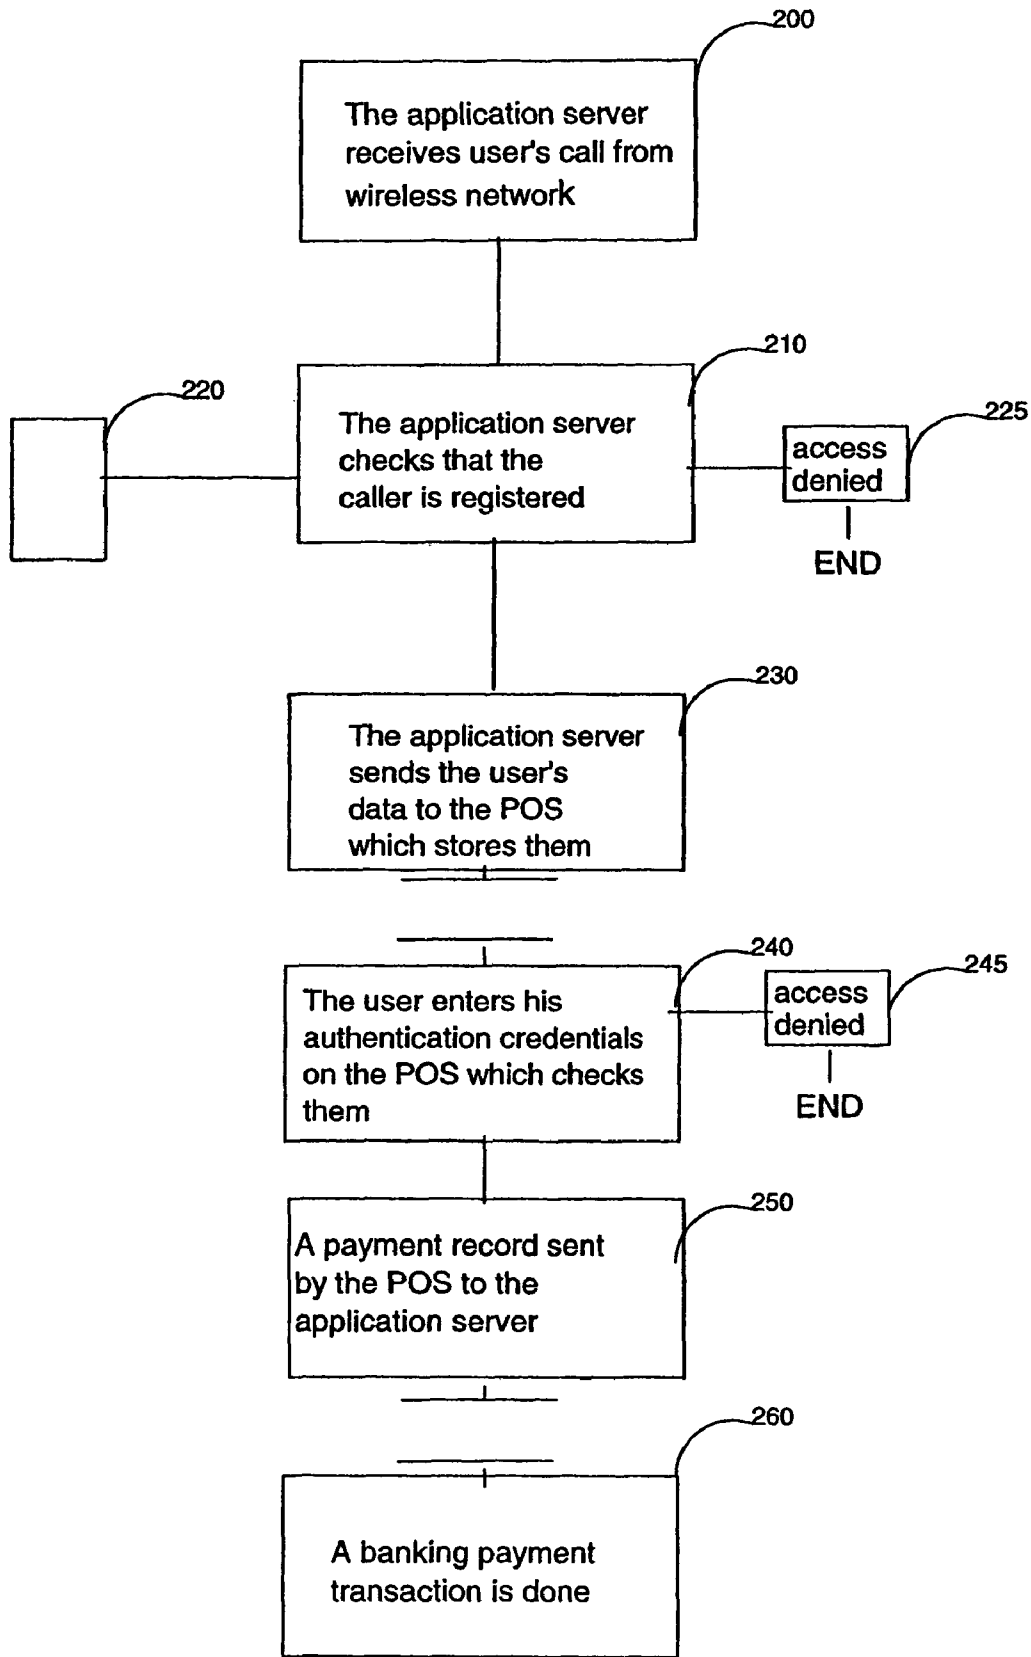 200
The application server
receives user's call from
wireless network
210
220
The application server
checks that the
caller is registered
225
access
denied
END
230
The application server
sends the user's
data to the POS
which stores them
240
The user enters his
authentication credentials
on the POS which checks
them
245
access
denied
END
250
A payment record sent
by the POS to the
application server
260
A banking payment
transaction is done